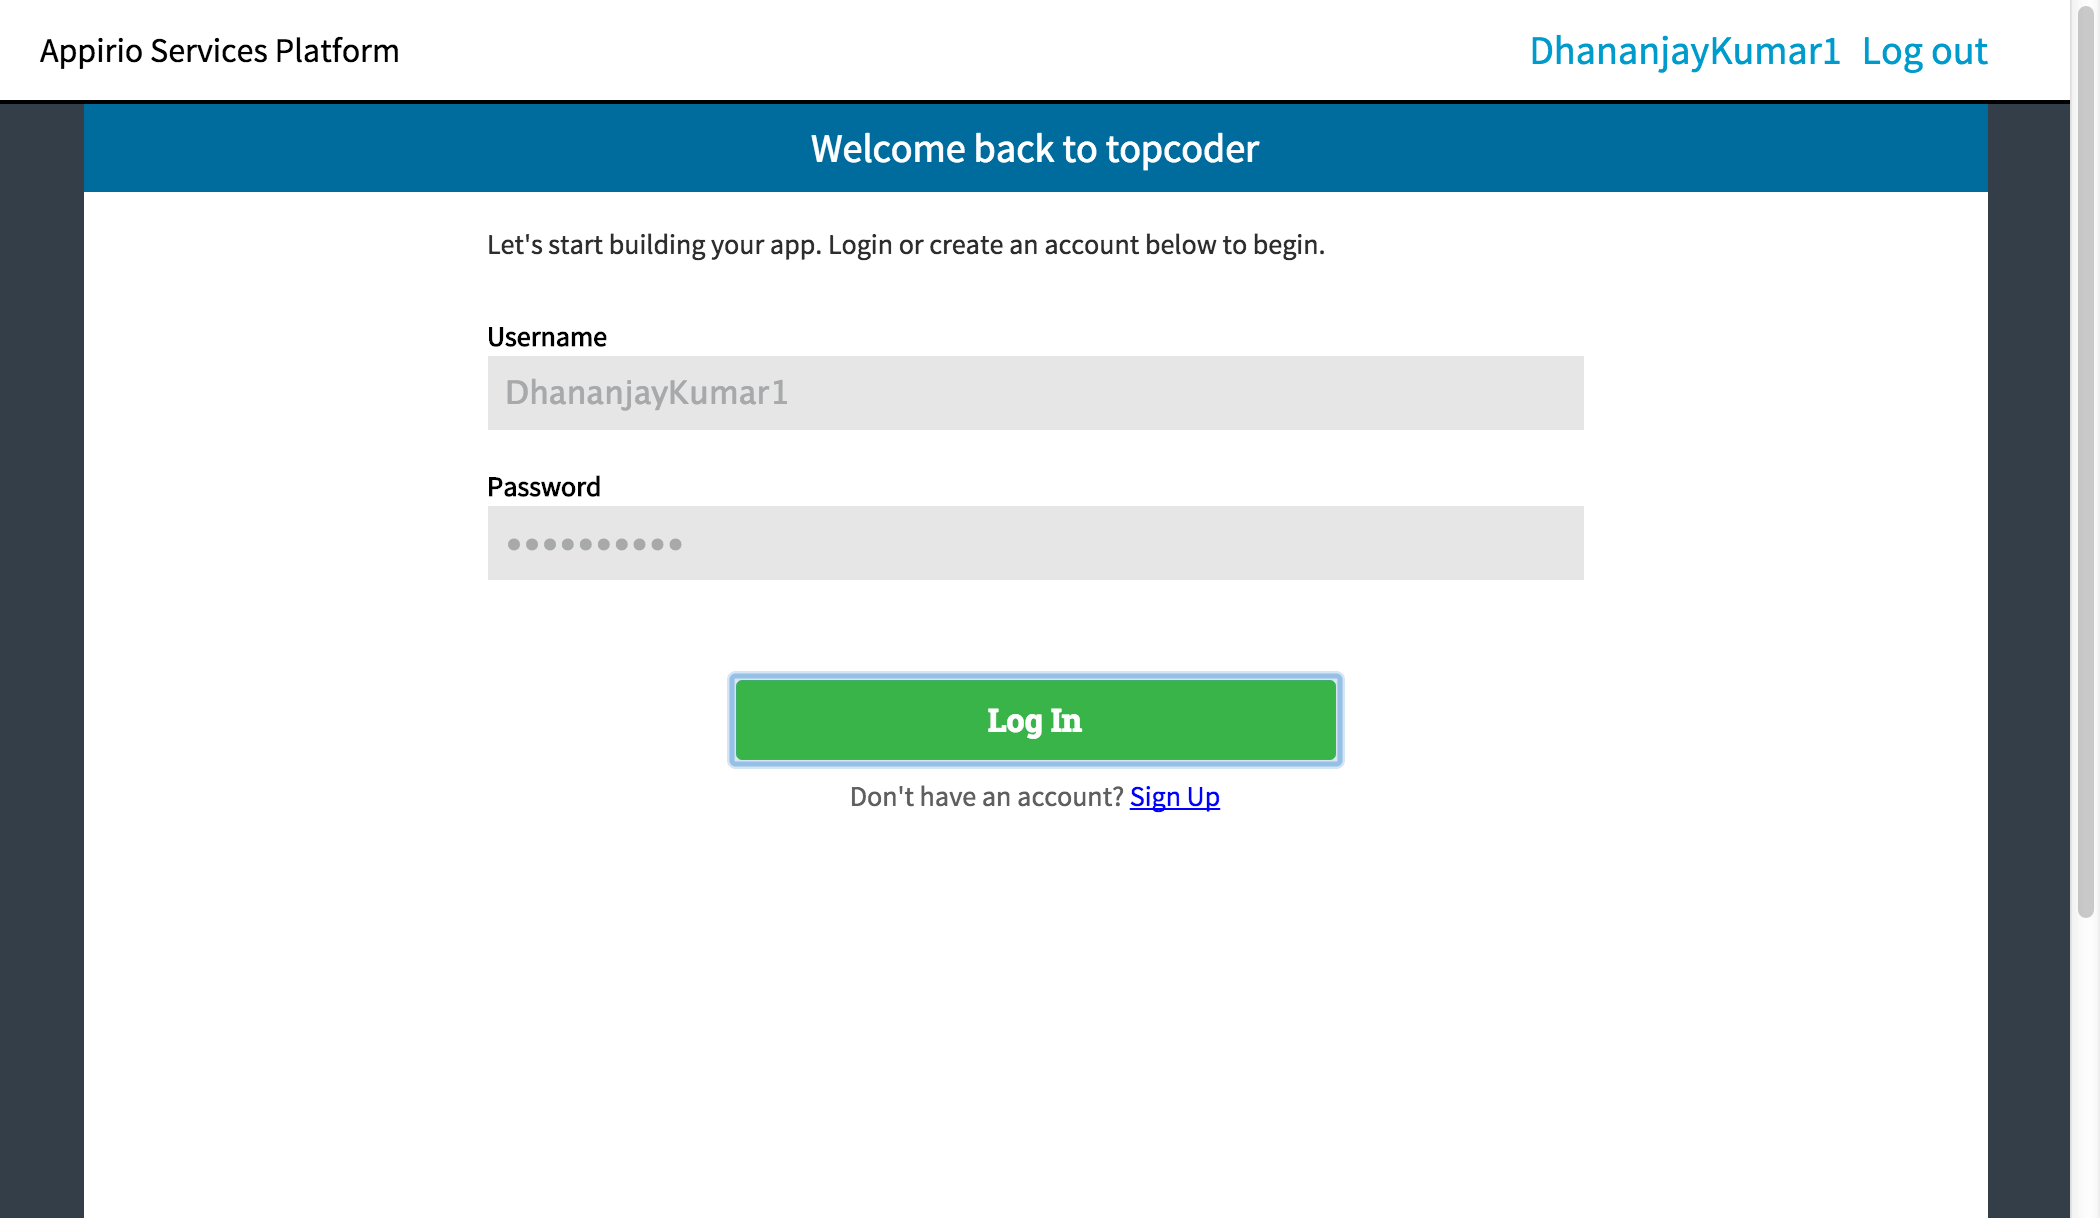 Appirio Services Platform
DhananjayKumar1 Log out
Welcome back to topcoder
Let's start building your app. Login or create an account below to begin.
Username
DhananjayKumar1
Password
••••••••••
Log In
Don't have an account? Sign Up